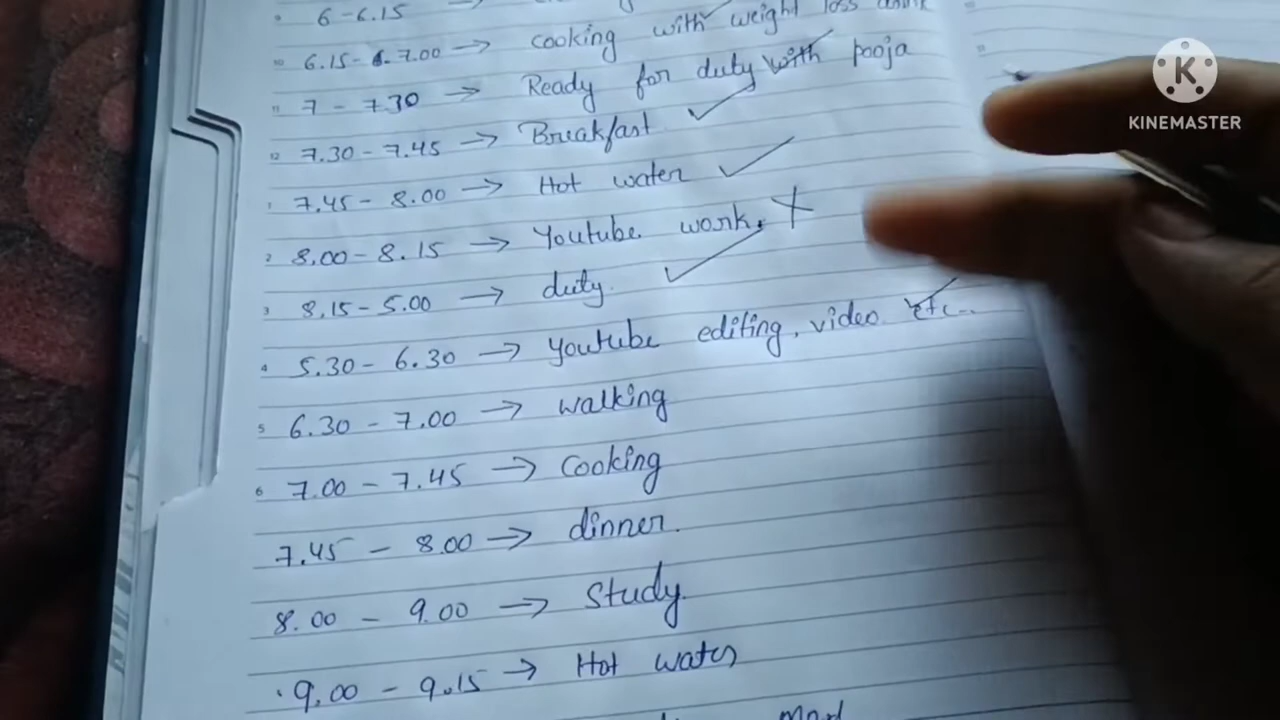 6 - 6.15 →
6.15 - 6.7.00 → cooking with weight loss drink
7 - 7.30 → Ready for duty with pooja
7.30 - 7.45 → Breakfast ✓
7.45 - 8.00 → Hot water ✓
8.00 - 8.15 → Youtube work. X
8.15 - 5.00 → duty. ✓
5.30 - 6.30 → youtube editing, video etc...
6.30 - 7.00 → walking
7.00 - 7.45 → Cooking
7.45 - 8.00 → dinner.
8.00 - 9.00 → Study.
9.00 - 9.15 → Hot water
K
KINEMASTER